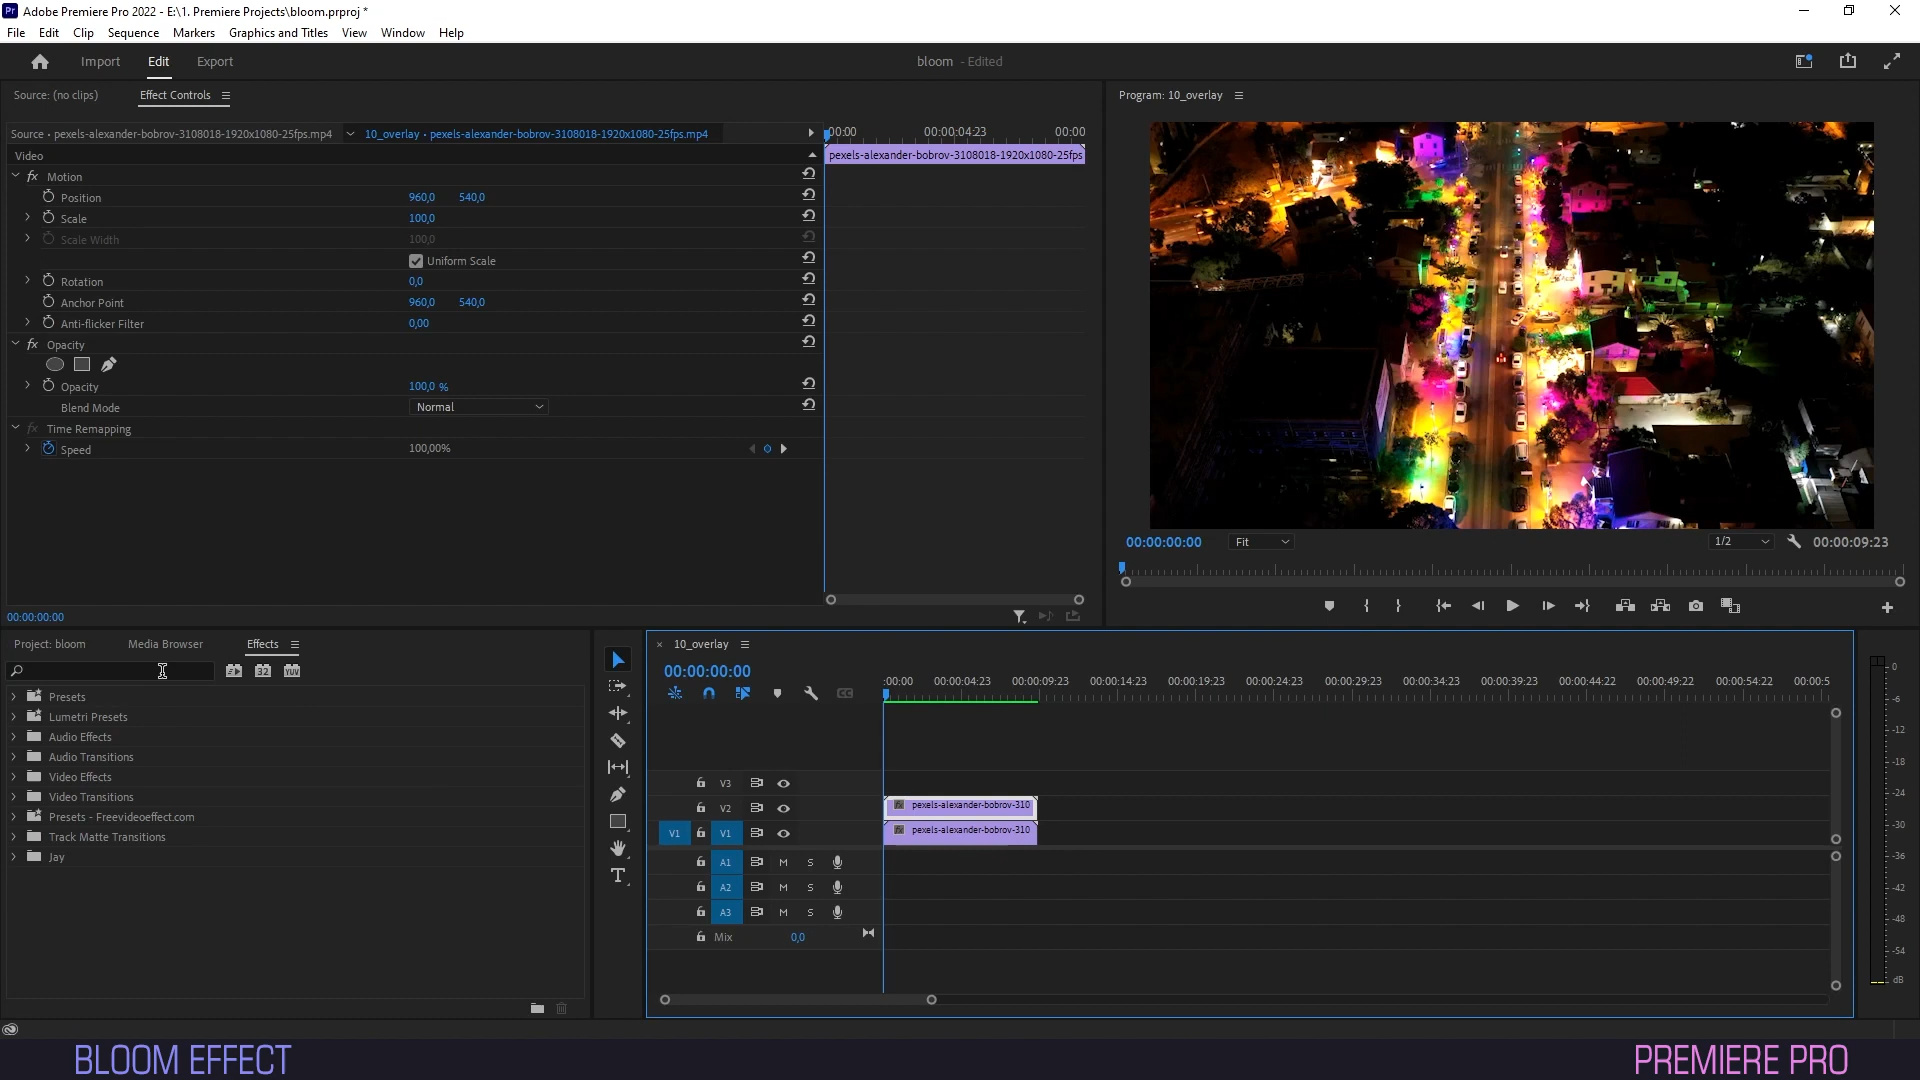 Pr Adobe Premiere Pro 2022 - E:\1. Premiere Projects\bloom.prproj *
File Edit Clip Sequence Markers Graphics and Titles View Window Help
Import Edit Export bloom - Edited
Source: (no clips) Effect Controls
Source • pexels-alexander-bobrov-3108018-1920x1080-25fps.mp4 10_overlay • pexels-alexander-bobrov-3108018-1920x1080-25fps.mp4
:00:00 00:00:04:23 00:00
Video
pexels-alexander-bobrov-3108018-1920x1080-25fps
fx Motion
Position 960,0 540,0
Scale 100,0
Scale Width 100,0
Uniform Scale
Rotation 0,0
Anchor Point 960,0 540,0
Anti-flicker Filter 0,00
fx Opacity
Opacity 100,0 %
Blend Mode Normal
fx Time Remapping
Speed 100,00%
00:00:00:00
Program: 10_overlay
00:00:00:00 Fit 1/2 00:00:09:23
Project: bloom Media Browser Effects
32 YUV
Presets
Lumetri Presets
Audio Effects
Audio Transitions
Video Effects
Video Transitions
Presets - Freevideoeffect.com
Track Matte Transitions
Jay
T
10_overlay
00:00:00:00
:00:00 00:00:04:23 00:00:09:23 00:00:14:23 00:00:19:23 00:00:24:23 00:00:29:23 00:00:34:23 00:00:39:23 00:00:44:22 00:00:49:22 00:00:54:22 00:00:5
V3
V2 fx pexels-alexander-bobrov-310
V1 V1 fx pexels-alexander-bobrov-310
A1 M S
A2 M S
A3 M S
Mix 0,0
0
-6
-12
-18
-24
-30
-36
-42
-48
-54
dB
BLOOM EFFECT
PREMIERE PRO